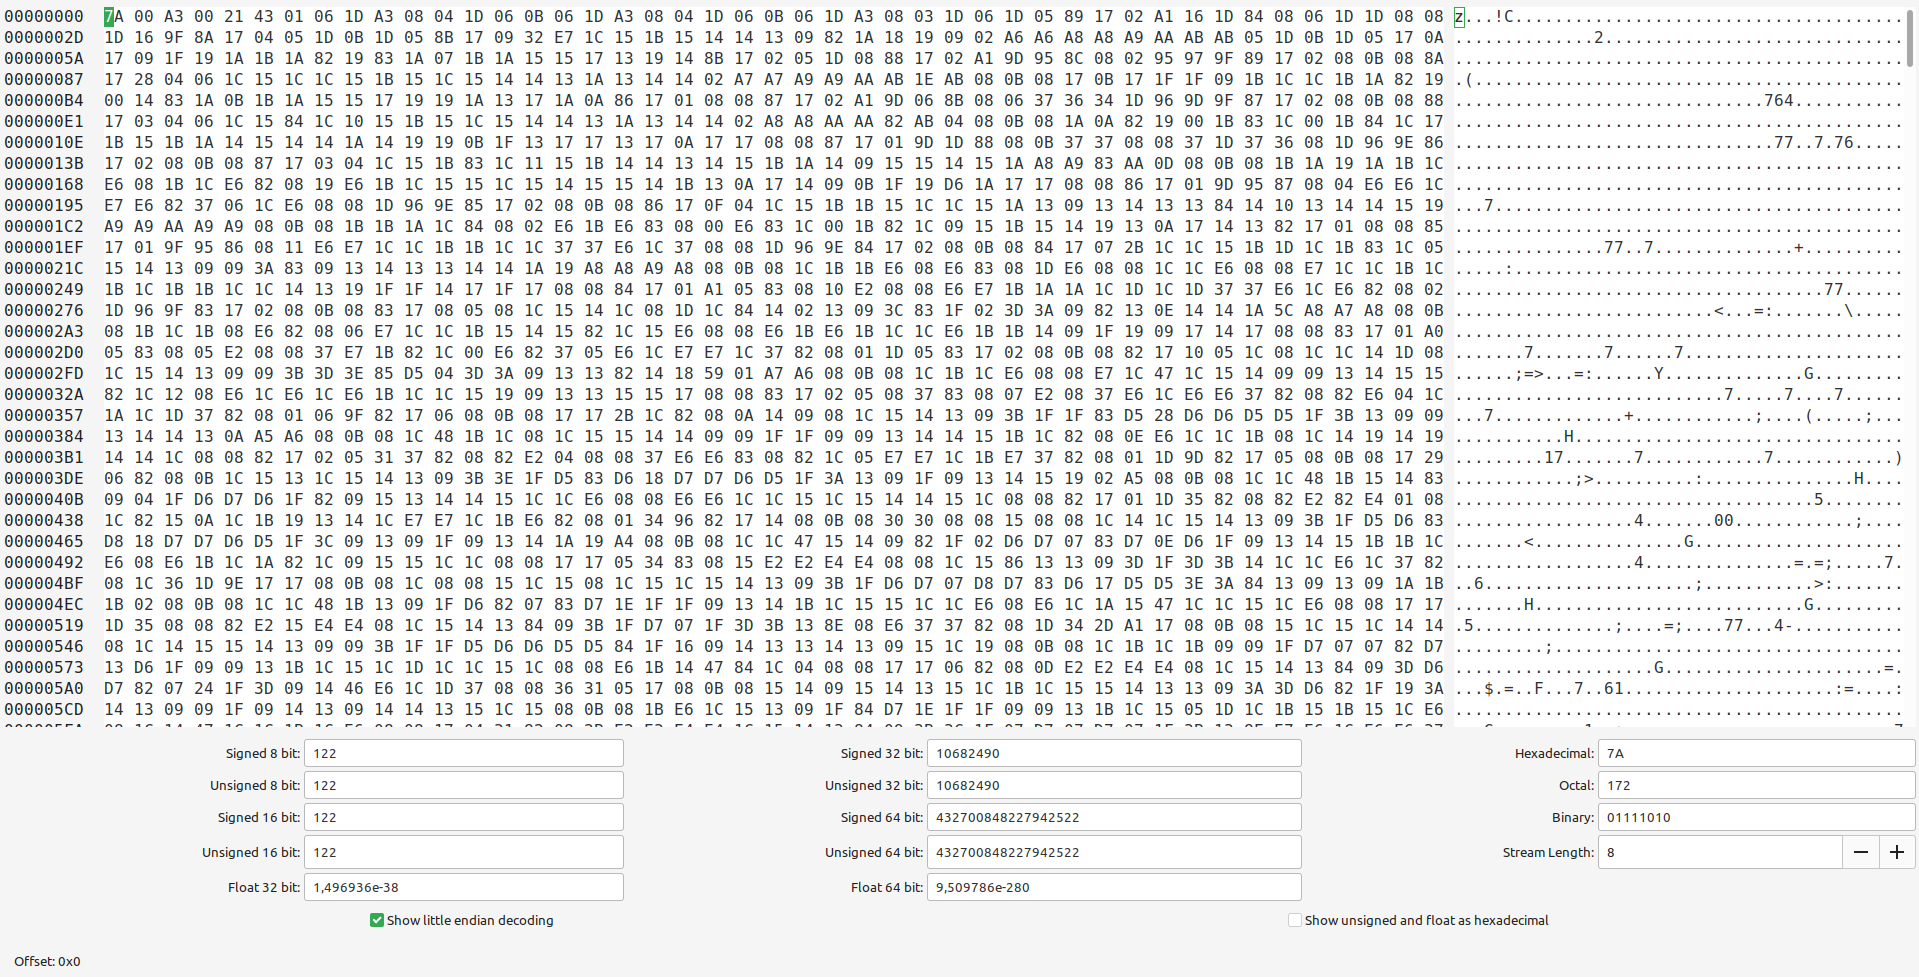 00000000 7A 00 A3 00 21 43 01 06 1D A3 08 04 1D 06 0B 06 1D A3 08 04 1D 06 0B 06 1D A3 08 03 1D 06 1D 05 89 17 02 A1 16 1D 84 08 06 1D 1D 08 08 z...!C.......................................
0000002D 1D 16 9F 8A 17 04 05 1D 0B 1D 05 8B 17 09 32 E7 1C 15 1B 15 14 14 13 09 82 1A 18 19 09 02 A6 A6 A8 A8 A9 AA AB AB 05 1D 0B 1D 05 17 0A ..............2..............................
0000005A 17 09 1F 19 1A 1B 1A 82 19 83 1A 07 1B 1A 15 15 17 13 19 14 8B 17 02 05 1D 08 88 17 02 A1 9D 95 8C 08 02 95 97 9F 89 17 02 08 0B 08 8A .............................................
00000087 17 28 04 06 1C 15 1C 1C 15 1B 15 1C 15 14 14 13 1A 13 14 14 02 A7 A7 A9 A9 AA AB 1E AB 08 0B 08 17 0B 17 1F 1F 09 1B 1C 1C 1B 1A 82 19 .(...........................................
000000B4 00 14 83 1A 0B 1B 1A 15 15 17 19 19 1A 13 17 1A 0A 86 17 01 08 08 87 17 02 A1 9D 06 8B 08 06 37 36 34 1D 96 9D 9F 87 17 02 08 0B 08 88 ...............................764...........
000000E1 17 03 04 06 1C 15 84 1C 10 15 1B 15 1C 15 14 14 13 1A 13 14 14 02 A8 A8 AA AA 82 AB 04 08 0B 08 1A 0A 82 19 00 1B 83 1C 00 1B 84 1C 17 .............................................
0000010E 1B 15 1B 1A 14 15 14 14 1A 14 19 19 0B 1F 13 17 17 13 17 0A 17 17 08 08 87 17 01 9D 1D 88 08 0B 37 37 08 08 37 1D 37 36 08 1D 96 9E 86 ................................77..7.76.....
0000013B 17 02 08 0B 08 87 17 03 04 1C 15 1B 83 1C 11 15 1B 14 14 13 14 15 1B 1A 14 09 15 15 14 15 1A A8 A9 83 AA 0D 08 0B 08 1B 1A 19 1A 1B 1C .............................................
00000168 E6 08 1B 1C E6 82 08 19 E6 1B 1C 15 15 1C 15 14 15 15 14 1B 13 0A 17 14 09 0B 1F 19 D6 1A 17 17 08 08 86 17 01 9D 95 87 08 04 E6 E6 1C .............................................
00000195 E7 E6 82 37 06 1C E6 08 08 1D 96 9E 85 17 02 08 0B 08 86 17 0F 04 1C 15 1B 1B 15 1C 1C 15 1A 13 09 13 14 13 13 84 14 10 13 14 14 15 19 ...7.........................................
000001C2 A9 A9 AA A9 A9 08 0B 08 1B 1B 1A 1C 84 08 02 E6 1B E6 83 08 00 E6 83 1C 00 1B 82 1C 09 15 1B 15 14 19 13 0A 17 14 13 82 17 01 08 08 85 .............................................
000001EF 17 01 9F 95 86 08 11 E6 E7 1C 1C 1B 1B 1C 1C 37 37 E6 1C 37 08 08 1D 96 9E 84 17 02 08 0B 08 84 17 07 2B 1C 1C 15 1B 1D 1C 1B 83 1C 05 ...............77..7..............+..........
0000021C 15 14 13 09 09 3A 83 09 13 14 13 13 14 14 1A 19 A8 A8 A9 A8 08 0B 08 1C 1B 1B E6 08 E6 83 08 1D E6 08 08 1C 1C E6 08 08 E7 1C 1C 1B 1C .....:.......................................
00000249 1B 1C 1B 1B 1C 1C 14 13 19 1F 1F 14 17 1F 17 08 08 84 17 01 A1 05 83 08 10 E2 08 08 E6 E7 1B 1A 1A 1C 1D 1C 1D 37 37 E6 1C E6 82 08 02 .....................................77......
00000276 1D 96 9F 83 17 02 08 0B 08 83 17 08 05 08 1C 15 14 1C 08 1D 1C 84 14 02 13 09 3C 83 1F 02 3D 3A 09 82 13 0E 14 14 1A 5C A8 A7 A8 08 0B ..........................<...=:.......\.....
000002A3 08 1B 1C 1B 08 E6 82 08 06 E7 1C 1C 1B 15 14 15 82 1C 15 E6 08 08 E6 1B E6 1B 1C 1C E6 1B 1B 14 09 1F 19 09 17 14 17 08 08 83 17 01 A0 .............................................
000002D0 05 83 08 05 E2 08 08 37 E7 1B 82 1C 00 E6 82 37 05 E6 1C E7 E7 1C 37 82 08 01 1D 05 83 17 02 08 0B 08 82 17 10 05 1C 08 1C 1C 14 1D 08 .......7.......7......7......................
000002FD 1C 15 14 13 09 09 3B 3D 3E 85 D5 04 3D 3A 09 13 13 82 14 18 59 01 A7 A6 08 0B 08 1C 1B 1C E6 08 08 E7 1C 47 1C 15 14 09 09 13 14 15 15 ......;=>...=:......Y..............G.........
0000032A 82 1C 12 08 E6 1C E6 1C E6 1B 1C 1C 15 19 09 13 13 15 15 17 08 08 83 17 02 05 08 37 83 08 07 E2 08 37 E6 1C E6 E6 37 82 08 82 E6 04 1C ...........................7.....7....7......
00000357 1A 1C 1D 37 82 08 01 06 9F 82 17 06 08 0B 08 17 17 2B 1C 82 08 0A 14 09 08 1C 15 14 13 09 3B 1F 1F 83 D5 28 D6 D6 D5 D5 1F 3B 13 09 09 ...7.............+............;....(.....;...
00000384 13 14 14 13 0A A5 A6 08 0B 08 1C 48 1B 1C 08 1C 15 15 14 14 09 09 1F 1F 09 09 13 14 14 15 1B 1C 82 08 0E E6 1C 1C 1B 08 1C 14 19 14 19 ...........H.................................
000003B1 14 14 1C 08 08 82 17 02 05 31 37 82 08 82 E2 04 08 08 37 E6 E6 83 08 82 1C 05 E7 E7 1C 1B E7 37 82 08 01 1D 9D 82 17 05 08 0B 08 17 29 .........17.......7............7............)
000003DE 06 82 08 0B 1C 15 13 1C 15 14 13 09 3B 3E 1F D5 83 D6 18 D7 D7 D6 D5 1F 3A 13 09 1F 09 13 14 15 19 02 A5 08 0B 08 1C 1C 48 1B 15 14 83 ............;>..........:...............H....
0000040B 09 04 1F D6 D7 D6 1F 82 09 15 13 14 14 15 1C 1C E6 08 08 E6 E6 1C 1C 15 1C 15 14 14 15 1C 08 08 82 17 01 1D 35 82 08 82 E2 82 E4 01 08 ....................................5........
00000438 1C 82 15 0A 1C 1B 19 13 14 1C E7 E7 1C 1B E6 82 08 01 34 96 82 17 14 08 0B 08 30 30 08 08 15 08 08 1C 14 1C 15 14 13 09 3B 1F D5 D6 83 ..................4.......00............;....
00000465 D8 18 D7 D7 D6 D5 1F 3C 09 13 09 1F 09 13 14 1A 19 A4 08 0B 08 1C 1C 47 15 14 09 82 1F 02 D6 D7 07 83 D7 0E D6 1F 09 13 14 15 1B 1B 1C .......<...............G.....................
00000492 E6 08 E6 1B 1C 1A 82 1C 09 15 15 1C 1C 08 08 17 17 05 34 83 08 15 E2 E2 E4 E4 08 08 1C 15 86 13 13 09 3D 1F 3D 3B 14 1C 1C E6 1C 37 82 ..................4...............=.=;.....7.
000004BF 08 1C 36 1D 9E 17 17 08 0B 08 1C 08 08 15 1C 15 08 1C 15 1C 15 14 13 09 3B 1F D6 D7 07 D8 D7 83 D6 17 D5 D5 3E 3A 84 13 09 13 09 1A 1B ..6.....................;...........>:.......
000004EC 1B 02 08 0B 08 1C 1C 48 1B 13 09 1F D6 82 07 83 D7 1E 1F 1F 09 13 14 1B 1C 15 15 1C 1C E6 08 E6 1C 1A 15 47 1C 1C 15 1C E6 08 08 17 17 .......H...........................G.........
00000519 1D 35 08 08 82 E2 15 E4 E4 08 1C 15 14 13 84 09 3B 1F D7 07 1F 3D 3B 13 8E 08 E6 37 37 82 08 1D 34 2D A1 17 08 0B 08 15 1C 15 1C 14 14 .5..............;....=;....77...4-...........
00000546 08 1C 14 15 15 14 13 09 09 3B 1F 1F D5 D6 D6 D5 D5 84 1F 16 09 14 13 13 14 13 09 15 1C 19 08 0B 08 1C 1B 1C 1B 09 09 1F D7 07 07 82 D7 .........;...................................
00000573 13 D6 1F 09 09 13 1B 1C 15 1C 1D 1C 1C 15 1C 08 08 E6 1B 14 47 84 1C 04 08 08 17 17 06 82 08 0D E2 E2 E4 E4 08 1C 15 14 13 84 09 3D D6 ....................G......................=.
000005A0 D7 82 07 24 1F 3D 09 14 46 E6 1C 1D 37 08 08 36 31 05 17 08 0B 08 15 14 09 15 14 13 15 1C 1B 1C 15 15 14 13 13 09 3A 3D D6 82 1F 19 3A ...$.=..F...7..61.....................:=....:
000005CD 14 13 09 09 1F 09 14 13 09 14 14 13 15 1C 15 08 0B 08 1B E6 1C 15 13 09 1F 84 D7 1E 1F 1F 09 09 13 1B 1C 15 05 1D 1C 1B 15 1B 15 1C E6 .............................................
Signed 8 bit: 122 Signed 32 bit: 10682490 Hexadecimal: 7A
Unsigned 8 bit: 122 Unsigned 32 bit: 10682490 Octal: 172
Signed 16 bit: 122 Signed 64 bit: 432700848227942522 Binary: 01111010
Unsigned 16 bit: 122 Unsigned 64 bit: 432700848227942522 Stream Length: 8
Float 32 bit: 1,496936e-38 Float 64 bit: 9,509786e-280
Show little endian decoding Show unsigned and float as hexadecimal
Offset: 0x0